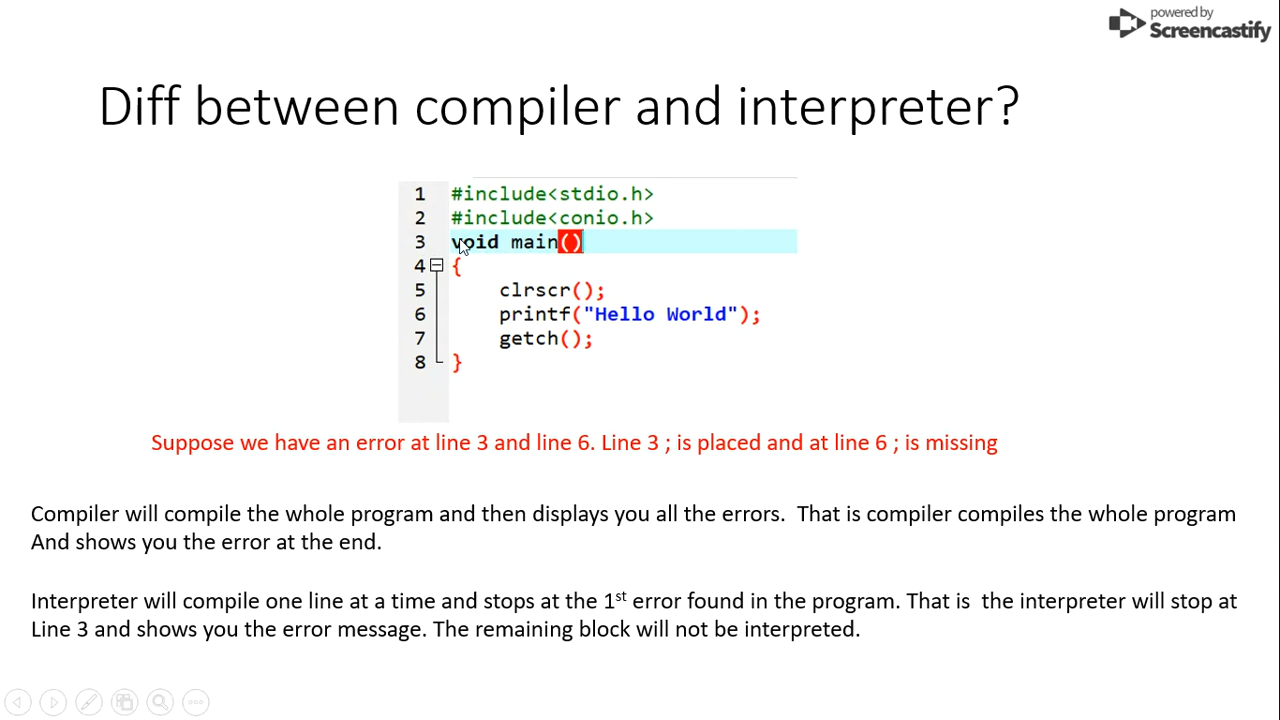 powered by
Screencastify
Diff between compiler and interpreter?
1 #include<stdio.h>
2 #include<conio.h>
3 void main()
4 {
5 clrscr();
6 printf("Hello World");
7 getch();
8 }
Suppose we have an error at line 3 and line 6. Line 3 ; is placed and at line 6 ; is missing
Compiler will compile the whole program and then displays you all the errors.  That is compiler compiles the whole program
And shows you the error at the end.
Interpreter will compile one line at a time and stops at the 1st error found in the program. That is  the interpreter will stop at
Line 3 and shows you the error message. The remaining block will not be interpreted.